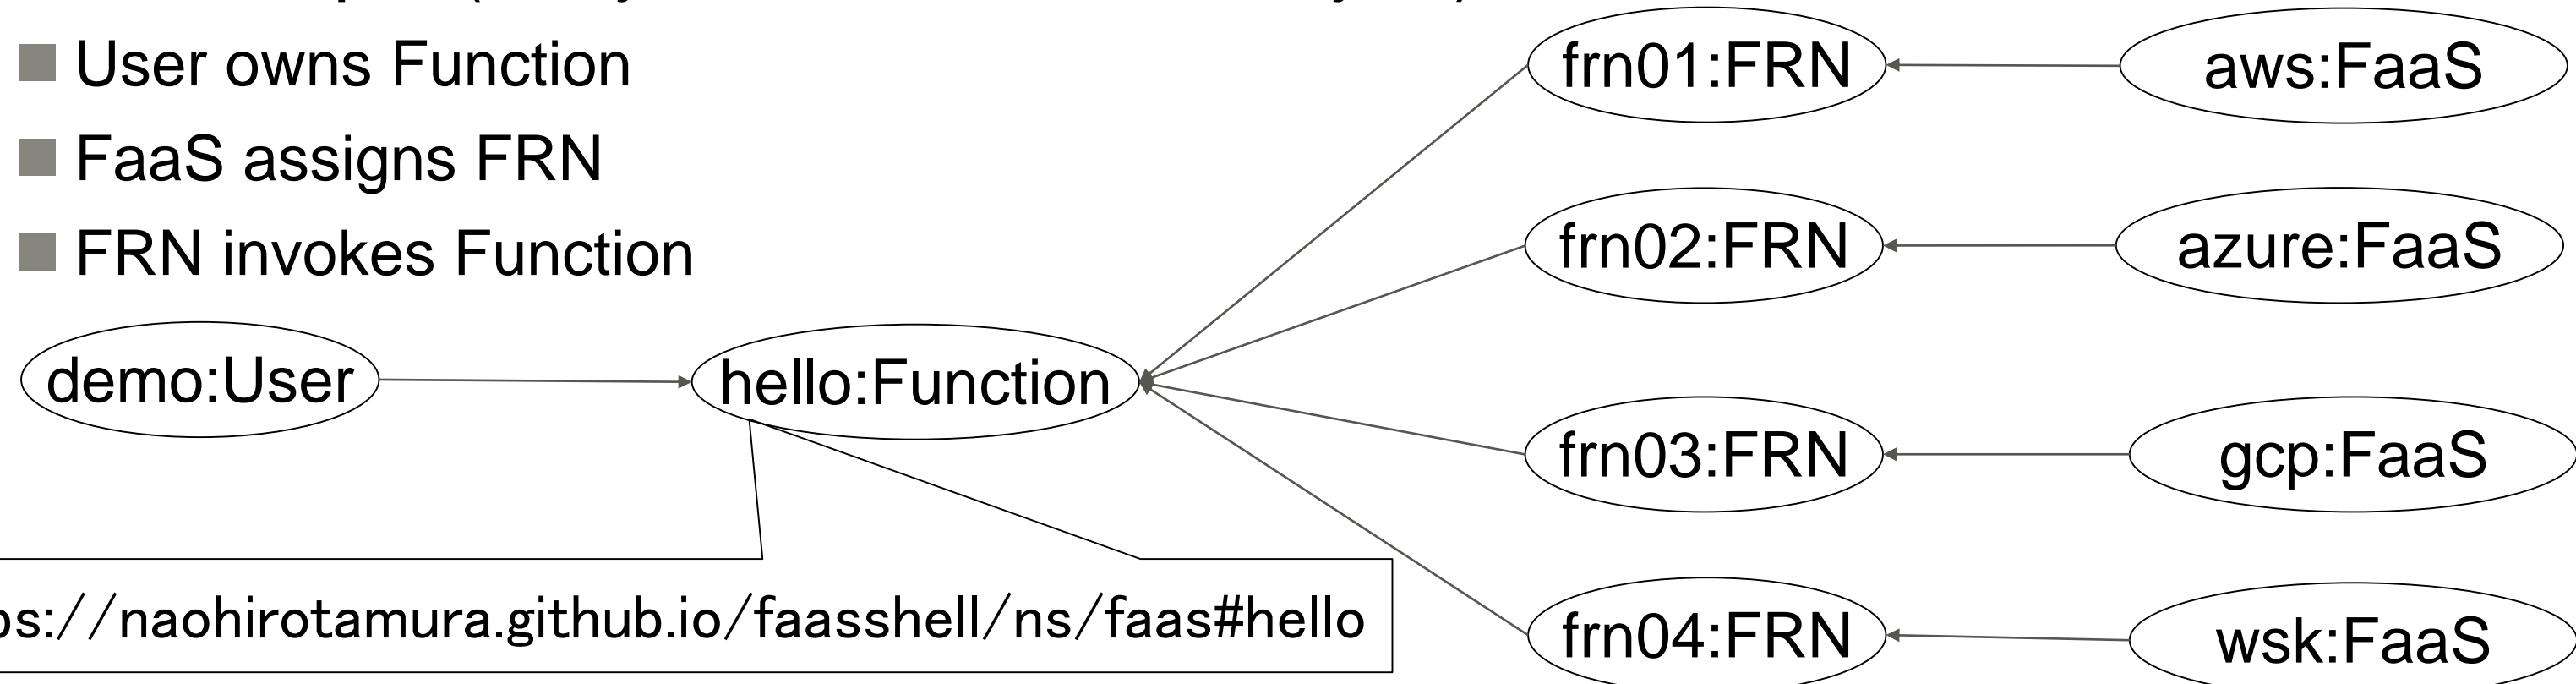 User owns Function
FaaS assigns FRN
FRN invokes Function
demo:User
hello:Function
frn01:FRN
aws:FaaS
frn02:FRN
azure:FaaS
frn03:FRN
gcp:FaaS
frn04:FRN
wsk:FaaS
ps://naohirotamura.github.io/faasshell/ns/faas#hello